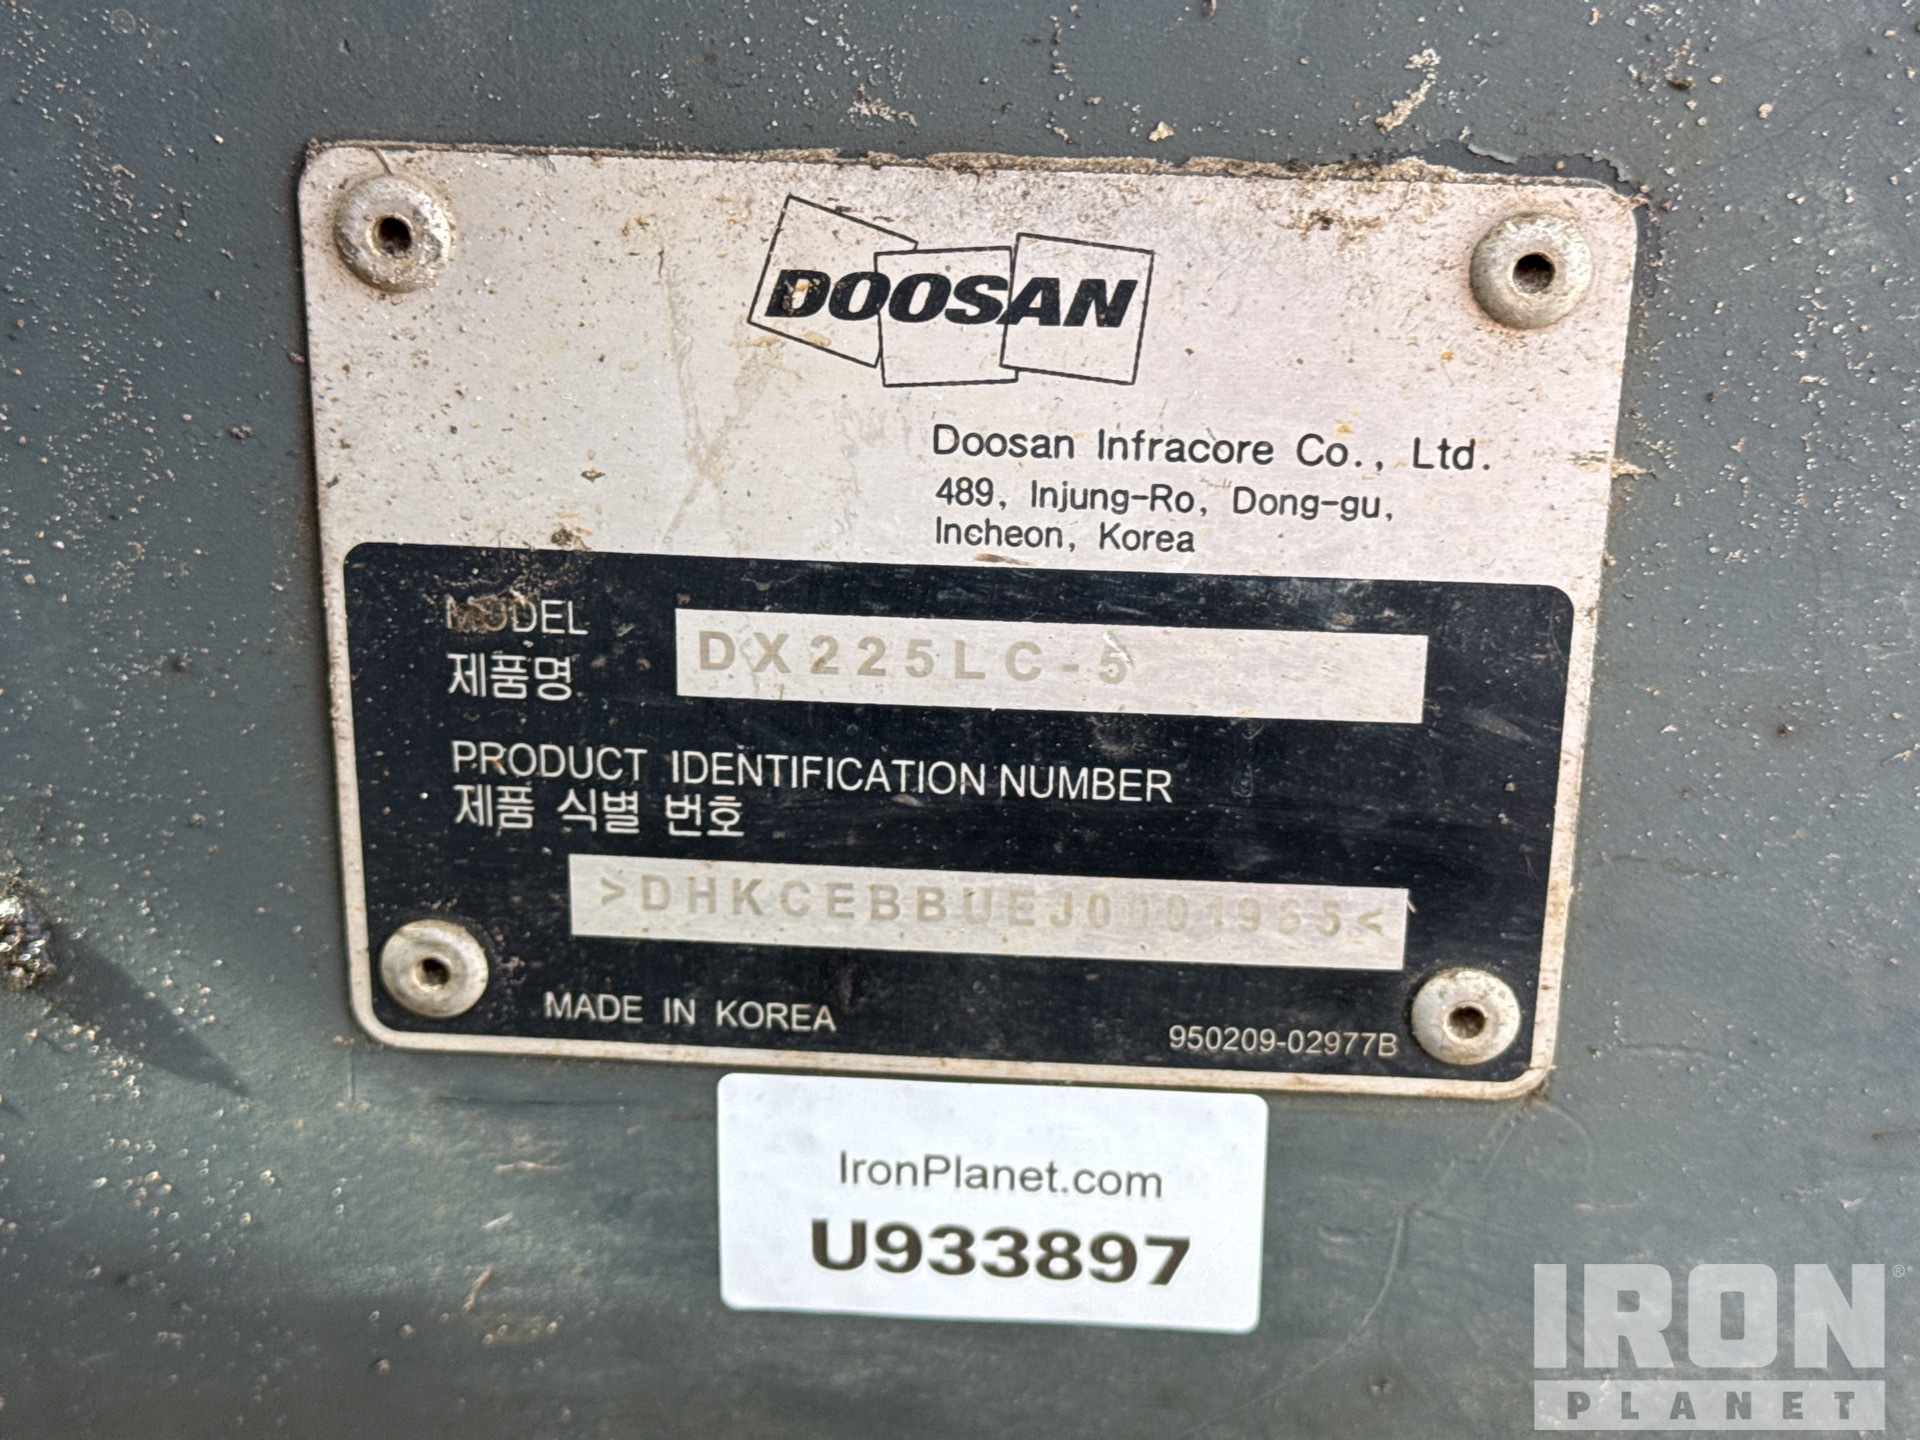 DOOSAN
Doosan Infracore Co., Ltd.
489, Injung-Ro, Dong-gu,
Incheon, Korea
MODEL
제품명
DX225LC-5
PRODUCT IDENTIFICATION NUMBER
제품 식별 번호
>DHKCEBBUEJ0001965<
MADE IN KOREA
950209-02977B
IronPlanet.com
U933897
IRON®
PLANET